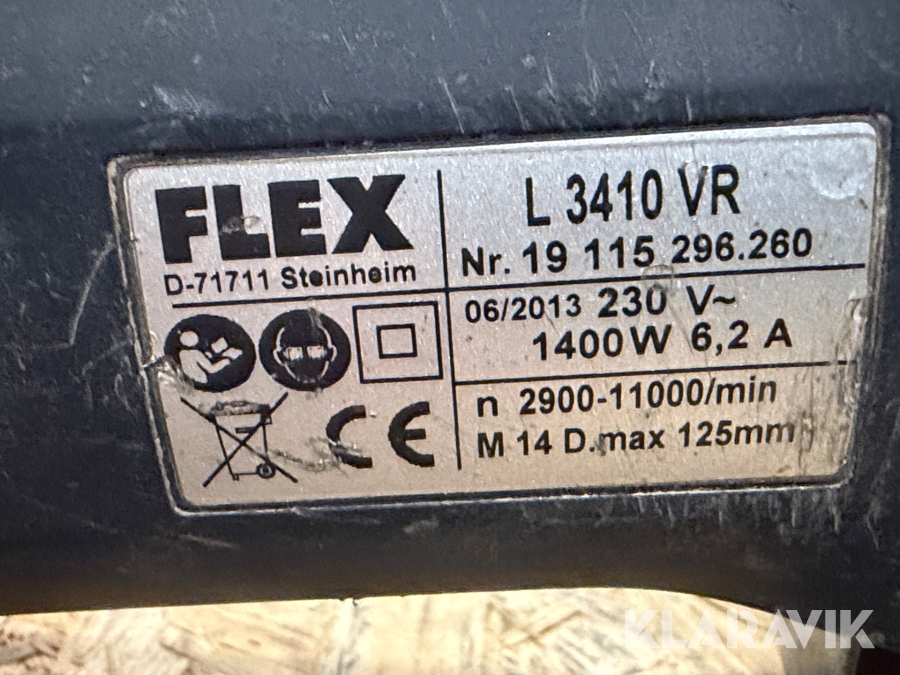 FLEX
D-71711 Steinheim
L 3410 VR
Nr. 19 115 296.260
06/2013 230 V~
1400W 6,2 A
n 2900-11000/min
M 14 D.max 125mm
CE
KLARAVIK